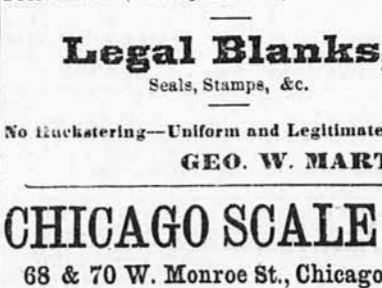 Legal Blanks,
Seals, Stamps, &c.
No Huckstering—Uniform and Legitimate
GEO. W. MART
CHICAGO SCALE
68 & 70 W. Monroe St., Chicago